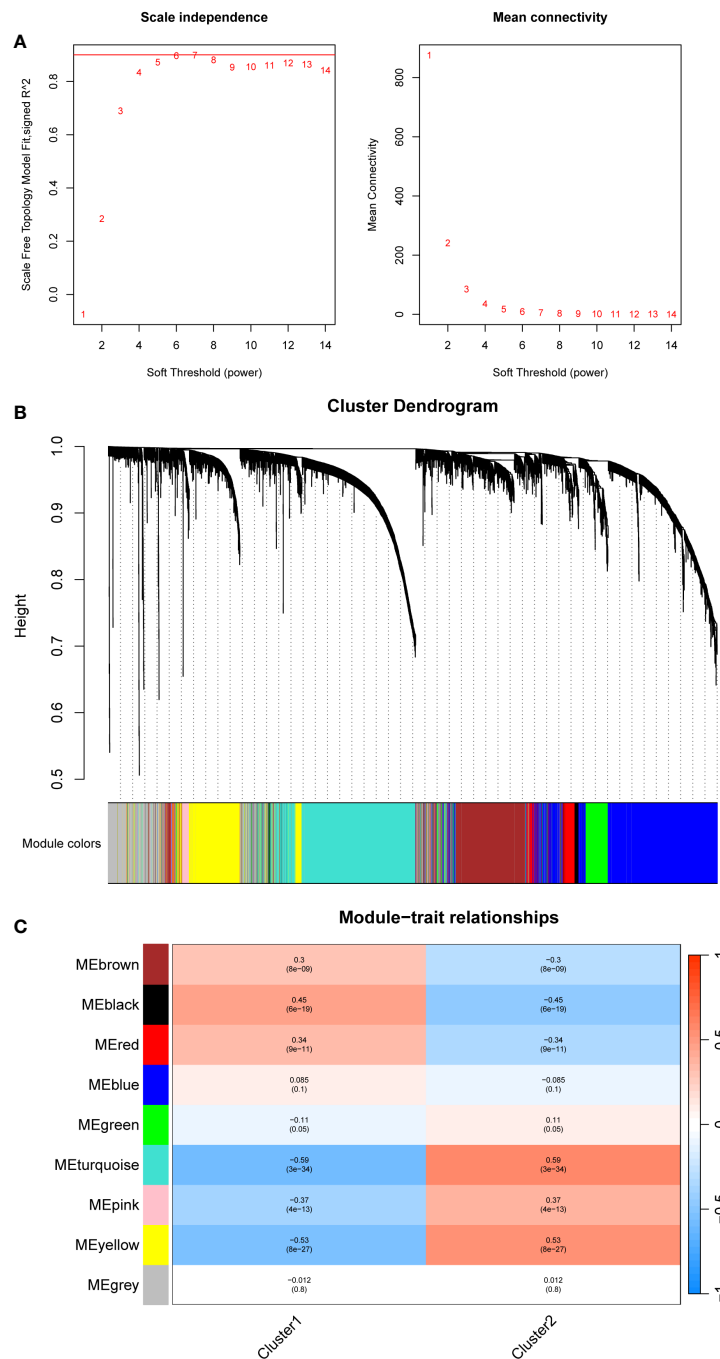 A
Scale independence
Scale Free Topology Model Fit,signed R^2
0.8
0.6
0.4
0.2
0.0
1
2
3
4
5
6
7
8
9
10
11
12
13
14
2 4 6 8 10 12 14
Soft Threshold (power)
Mean connectivity
Mean Connectivity
800
600
400
200
0
1
2
3
4
5
6
7
8
9
10
11
12
13
14
2 4 6 8 10 12 14
Soft Threshold (power)
B
Cluster Dendrogram
Height
1.0
0.9
0.8
0.7
0.6
0.5
Module colors
C
Module−trait relationships
MEbrown
0.3
(8e−09)
−0.3
(8e−09)
MEblack
0.45
(6e−19)
−0.45
(6e−19)
MEred
0.34
(9e−11)
−0.34
(9e−11)
MEblue
0.085
(0.1)
−0.085
(0.1)
MEgreen
−0.11
(0.05)
0.11
(0.05)
MEturquoise
−0.59
(3e−34)
0.59
(3e−34)
MEpink
−0.37
(4e−13)
0.37
(4e−13)
MEyellow
−0.53
(8e−27)
0.53
(8e−27)
MEgrey
−0.012
(0.8)
0.012
(0.8)
Cluster1
Cluster2
1
0.5
0
−0.5
−1